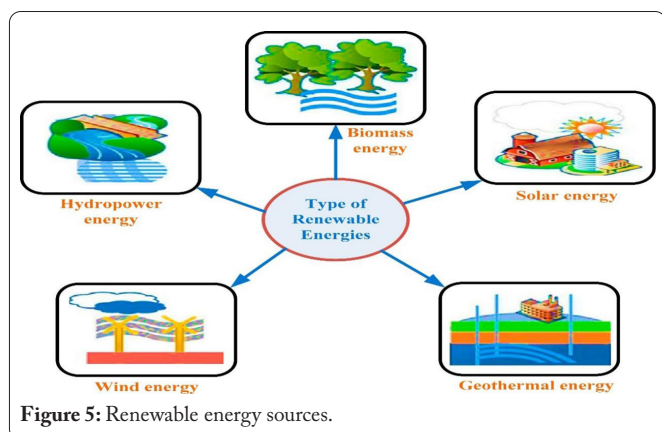 Biomass
energy
Hydropower
energy
Solar energy
Type of
Renewable
Energies
Wind energy
Geothermal energy
Figure 5: Renewable energy sources.